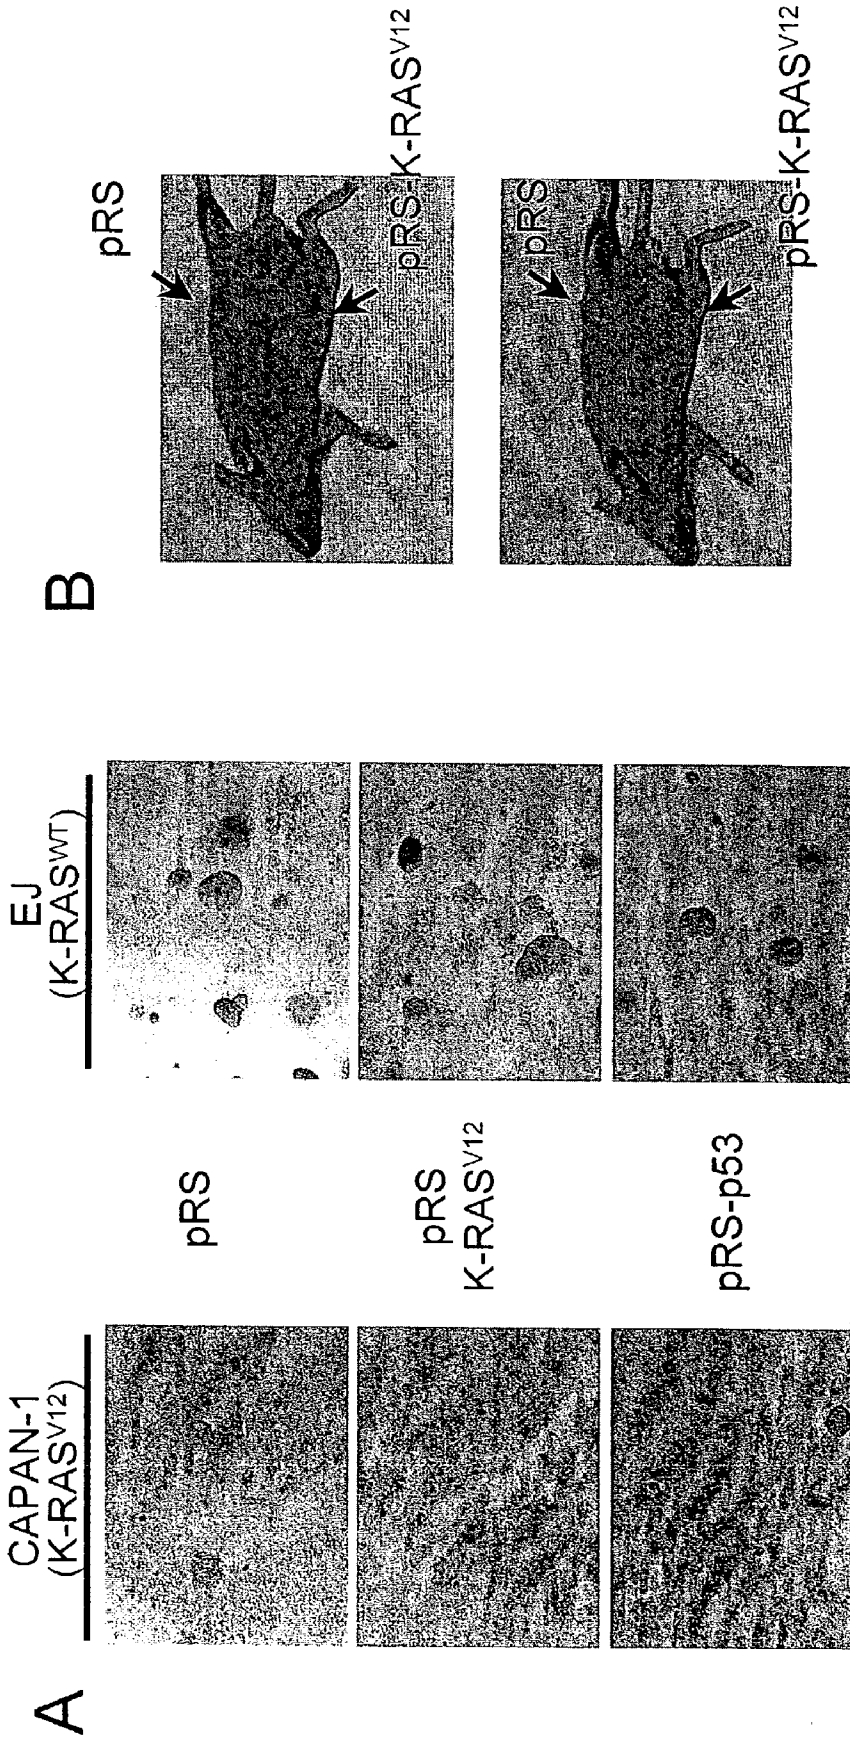 A
CAPAN-1
(K-RASV12)
EJ
(K-RASWT)
pRS
pRS
K-RASV12
pRS-p53
B
pRS
pRS-K-RASV12
pRS
pRS-K-RASV12